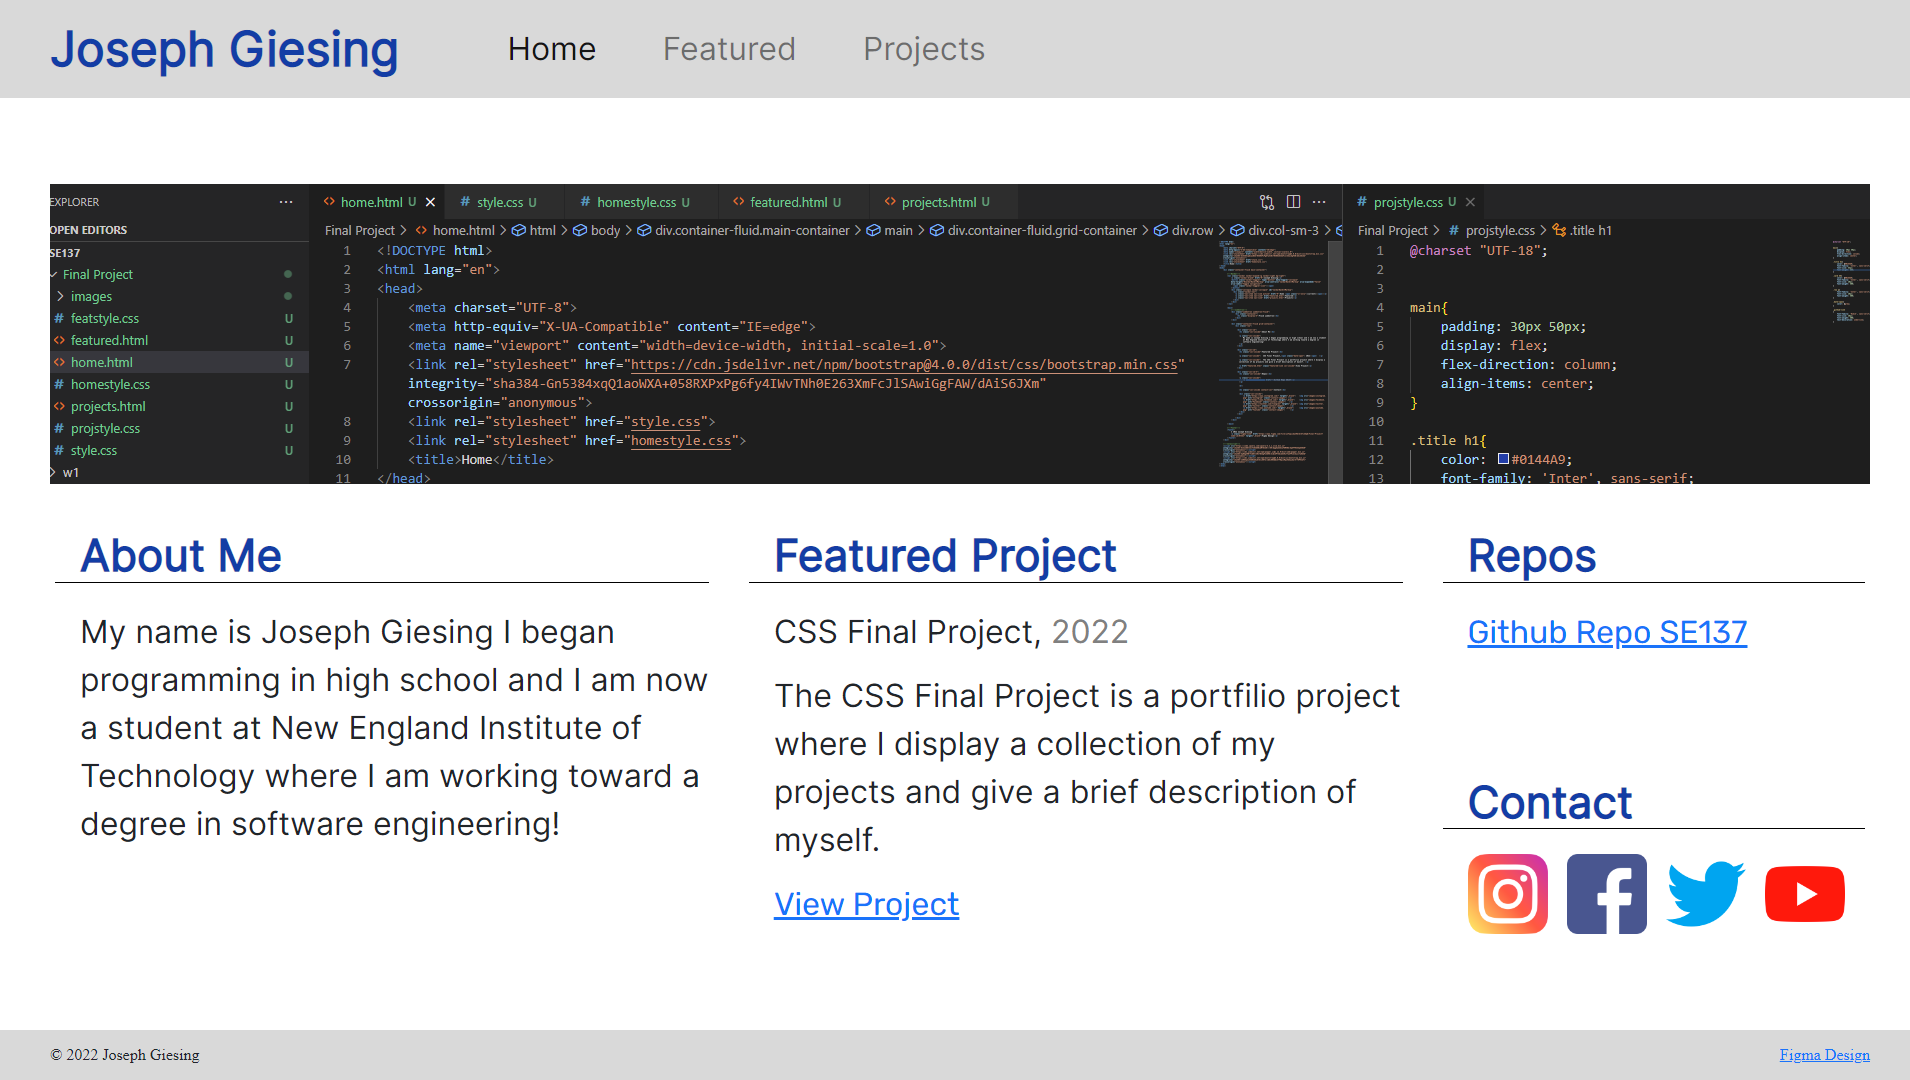 Joseph Giesing
Home Featured Projects
EXPLORER ···
OPEN EDITORS
SE137
Final Project
images
# featstyle.css U
<> featured.html U
<> home.html U
# homestyle.css U
<> projects.html U
# projstyle.css U
# style.css U
w1
<> home.html U # style.css U # homestyle.css U <> featured.html U <> projects.html U ···
Final Project > <> home.html > html > body > div.container-fluid.main-container > main > div.container-fluid.grid-container > div.row > div.col-sm-3 >
1 <!DOCTYPE html>
2 <html lang="en">
3 <head>
4 <meta charset="UTF-8">
5 <meta http-equiv="X-UA-Compatible" content="IE=edge">
6 <meta name="viewport" content="width=device-width, initial-scale=1.0">
7 <link rel="stylesheet" href="https://cdn.jsdelivr.net/npm/bootstrap@4.0.0/dist/css/bootstrap.min.css"
integrity="sha384-Gn5384xqQ1aoWXA+058RXPxPg6fy4IWvTNh0E263XmFcJlSAwiGgFAW/dAiS6JXm"
crossorigin="anonymous">
8 <link rel="stylesheet" href="style.css">
9 <link rel="stylesheet" href="homestyle.css">
10 <title>Home</title>
11 </head>
# projstyle.css U
Final Project > # projstyle.css > .title h1
1 @charset "UTF-18";
2
3
4 main{
5 padding: 30px 50px;
6 display: flex;
7 flex-direction: column;
8 align-items: center;
9 }
10
11 .title h1{
12 color: #0144A9;
13 font-family: 'Inter', sans-serif;
About Me
My name is Joseph Giesing I began
programming in high school and I am now
a student at New England Institute of
Technology where I am working toward a
degree in software engineering!
Featured Project
CSS Final Project, 2022
The CSS Final Project is a portfilio project
where I display a collection of my
projects and give a brief description of
myself.
View Project
Repos
Github Repo SE137
Contact
© 2022 Joseph Giesing
Figma Design